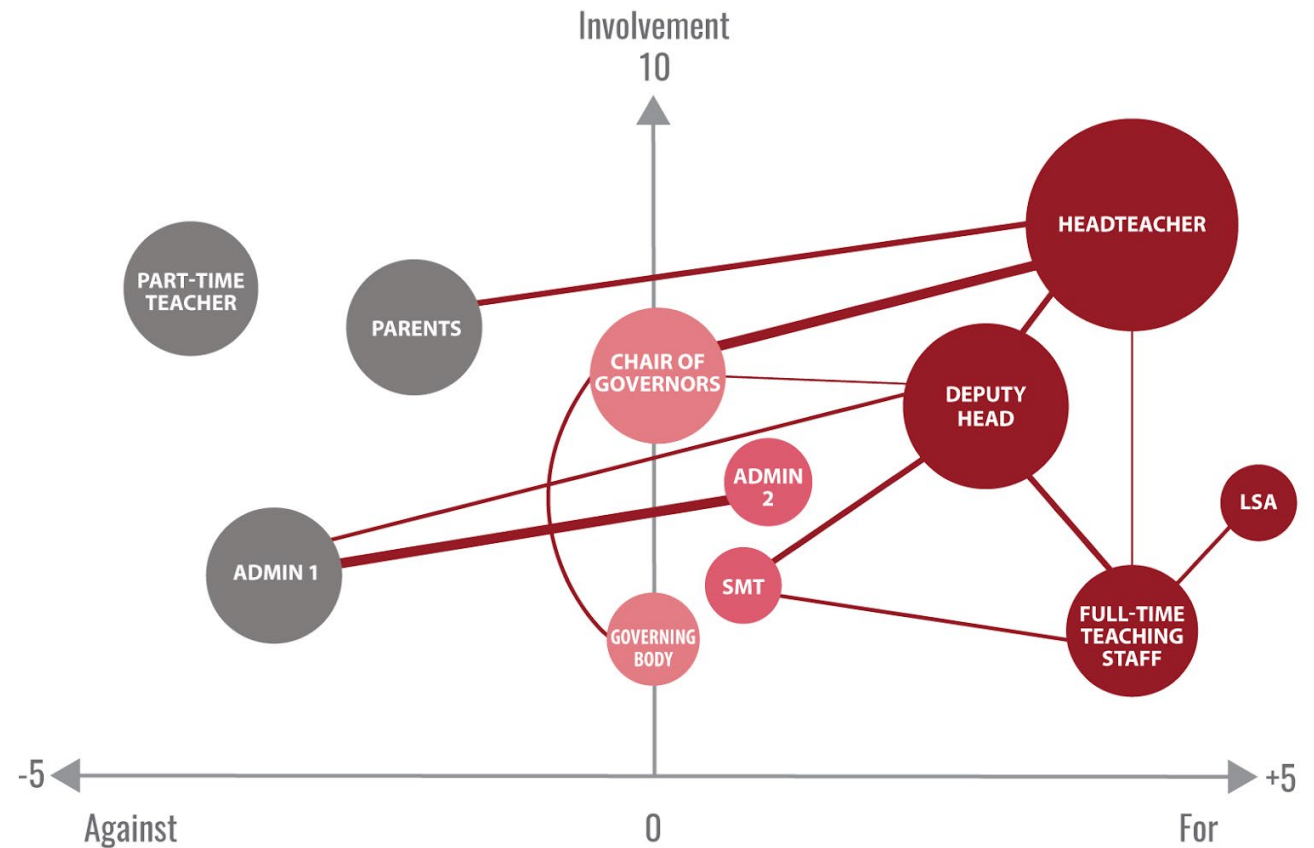 Involvement
10
HEADTEACHER
PART-TIME
TEACHER
PARENTS
CHAIR OF
GOVERNORS
DEPUTY
HEAD
ADMIN
2
LSA
ADMIN 1
SMT
FULL-TIME
TEACHING
STAFF
GOVERNING
BODY
-5
+5
Against
0
For